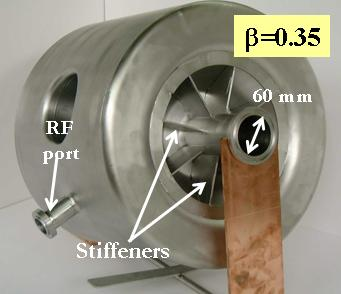 β=0.35
60 mm
RF
port
Stiffeners